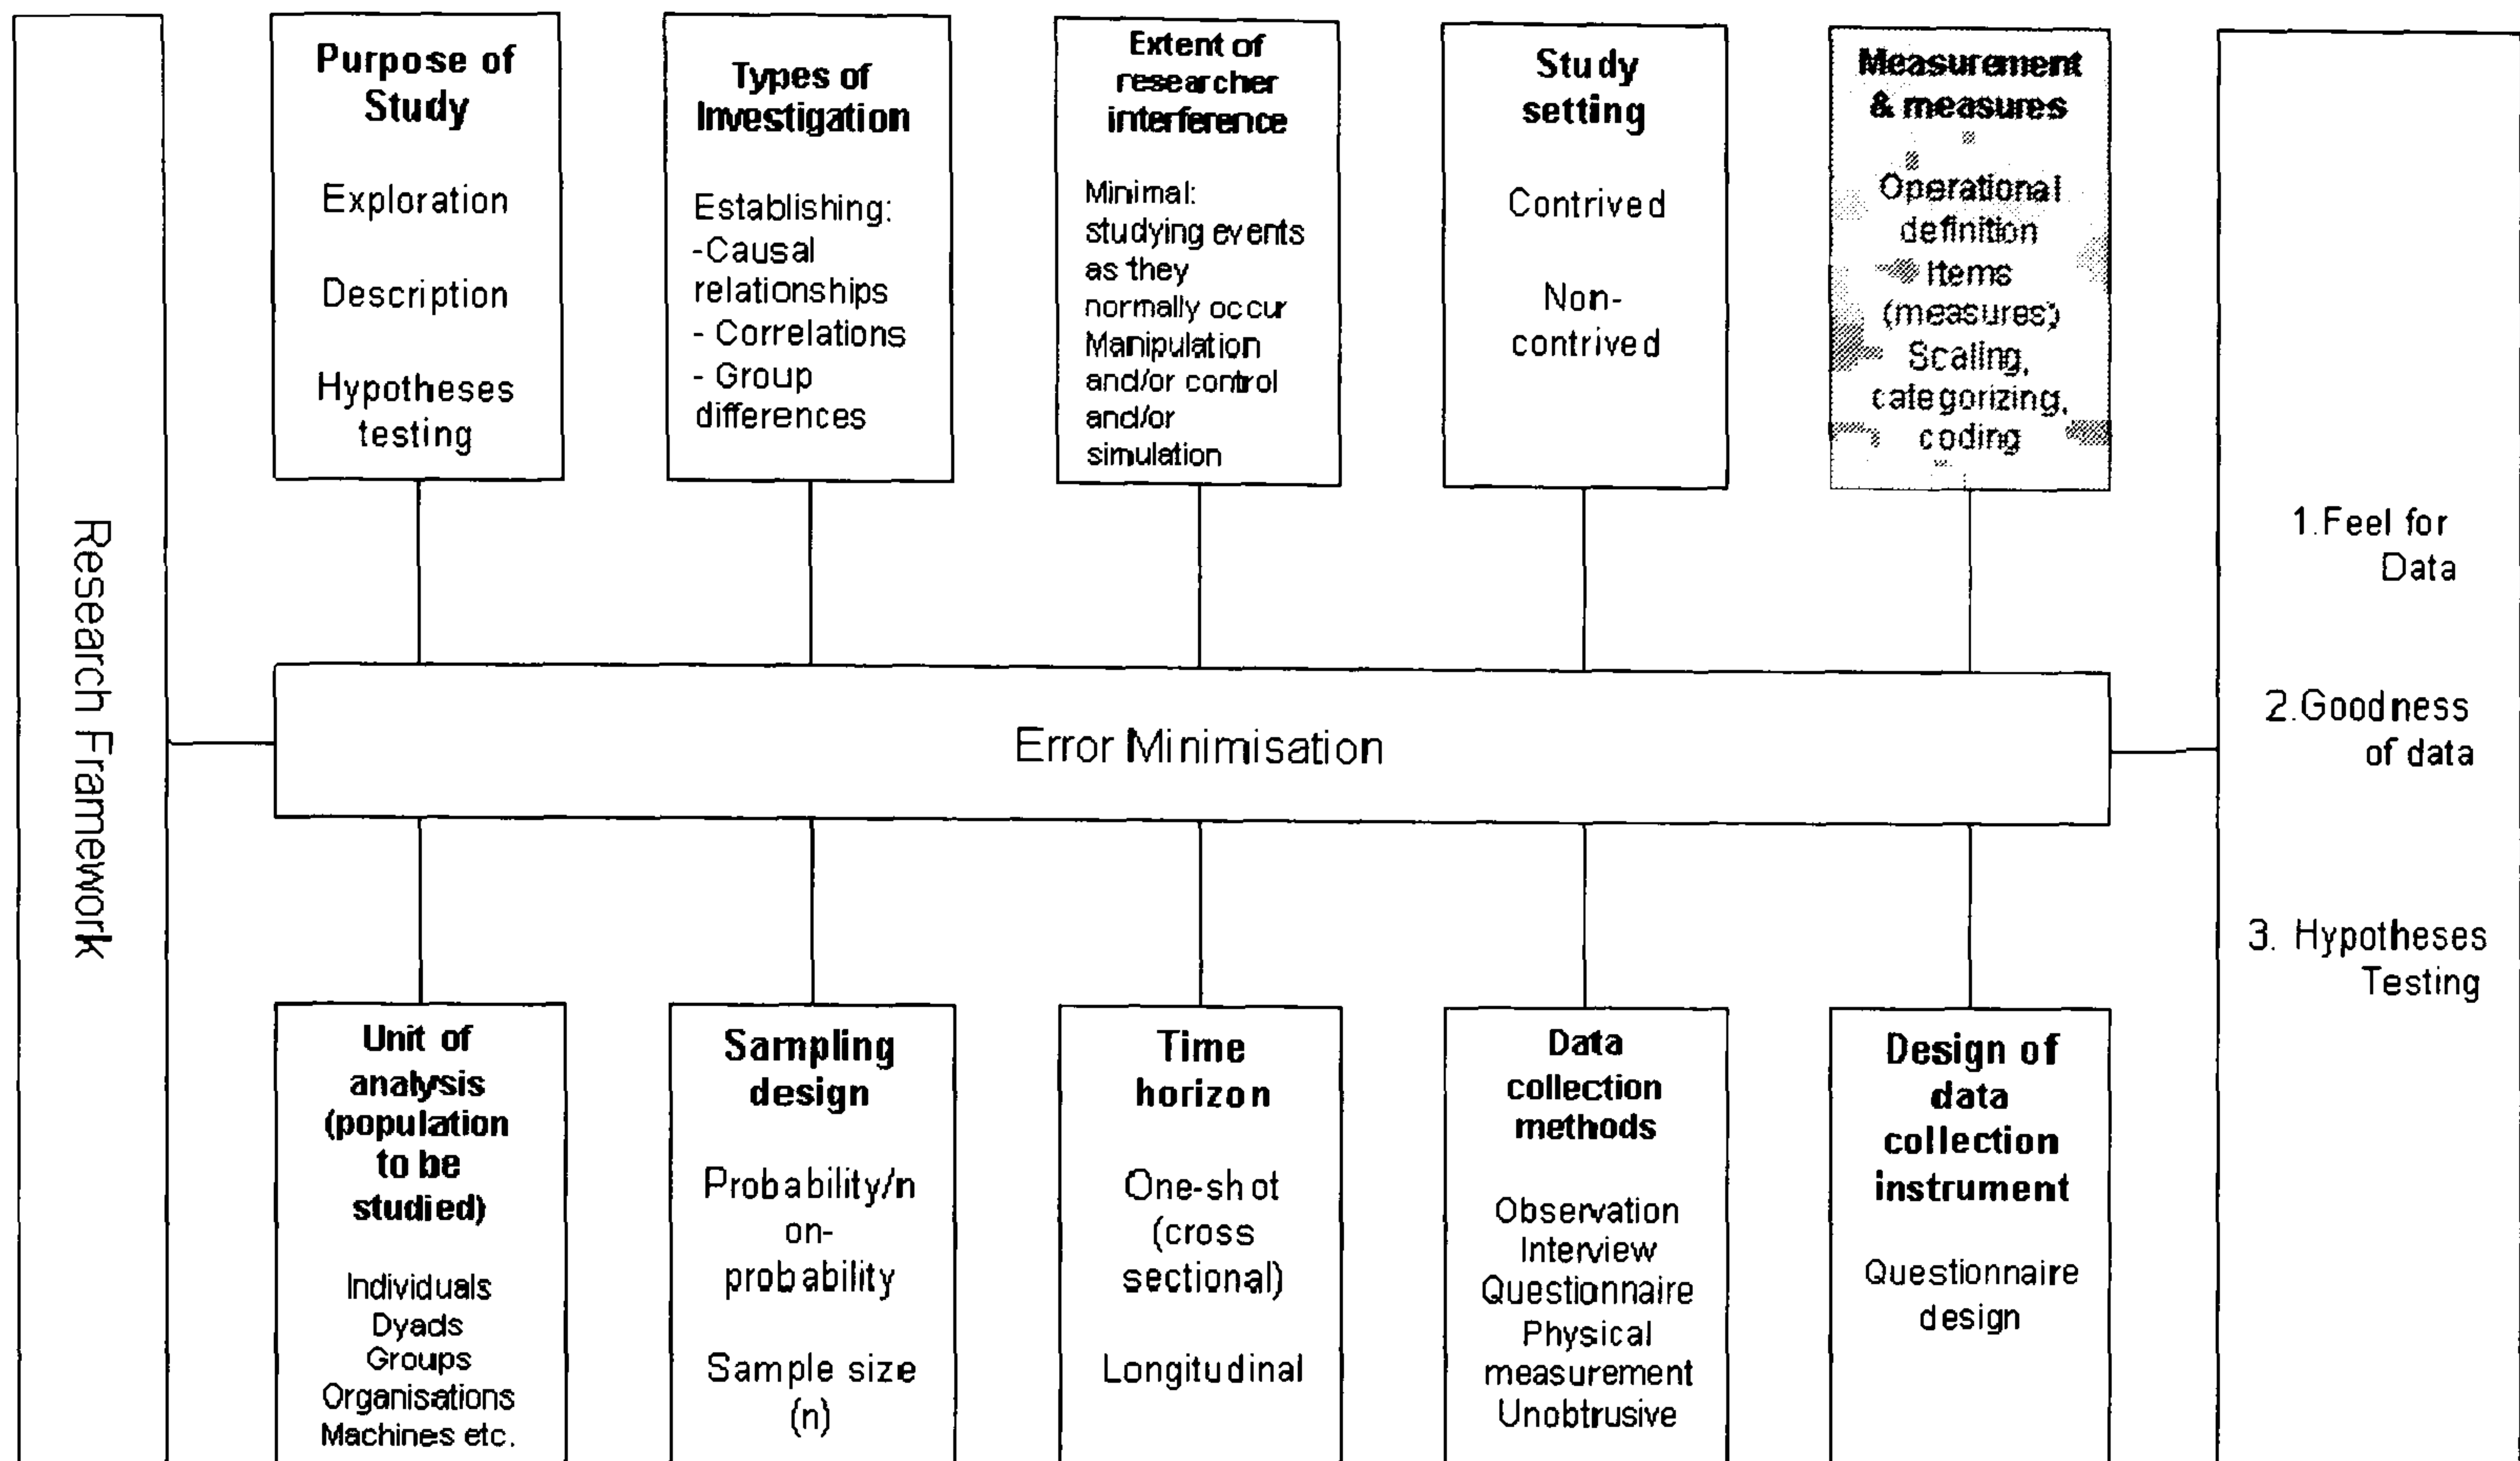 Research Framework
Purpose of
Study
Exploration
Description
Hypotheses
testing
Types of
Investigation
Establishing:
-Causal
relationships
- Correlations
- Group
differences
Extent of
researcher
interference
Minimal:
studying events
as they
normally occur
Manipulation
and/or control
and/or
simulation
Study
setting
Contrived
Non-
contrived
Measurement
& measures
Operational
definition
Items
(measures)
Scaling,
categorizing,
coding
Error Minimisation
1.Feel for
Data
2.Goodness
of data
3. Hypotheses
Testing
Unit of
analysis
(population
to be
studied)
Individuals
Dyads
Groups
Organisations
Machines etc.
Sampling
design
Probability/n
on-
probability
Sample size
(n)
Time
horizon
One-shot
(cross
sectional)
Longitudinal
Data
collection
methods
Observation
Interview
Questionnaire
Physical
measurement
Unobtrusive
Design of
data
collection
instrument
Questionnaire
design